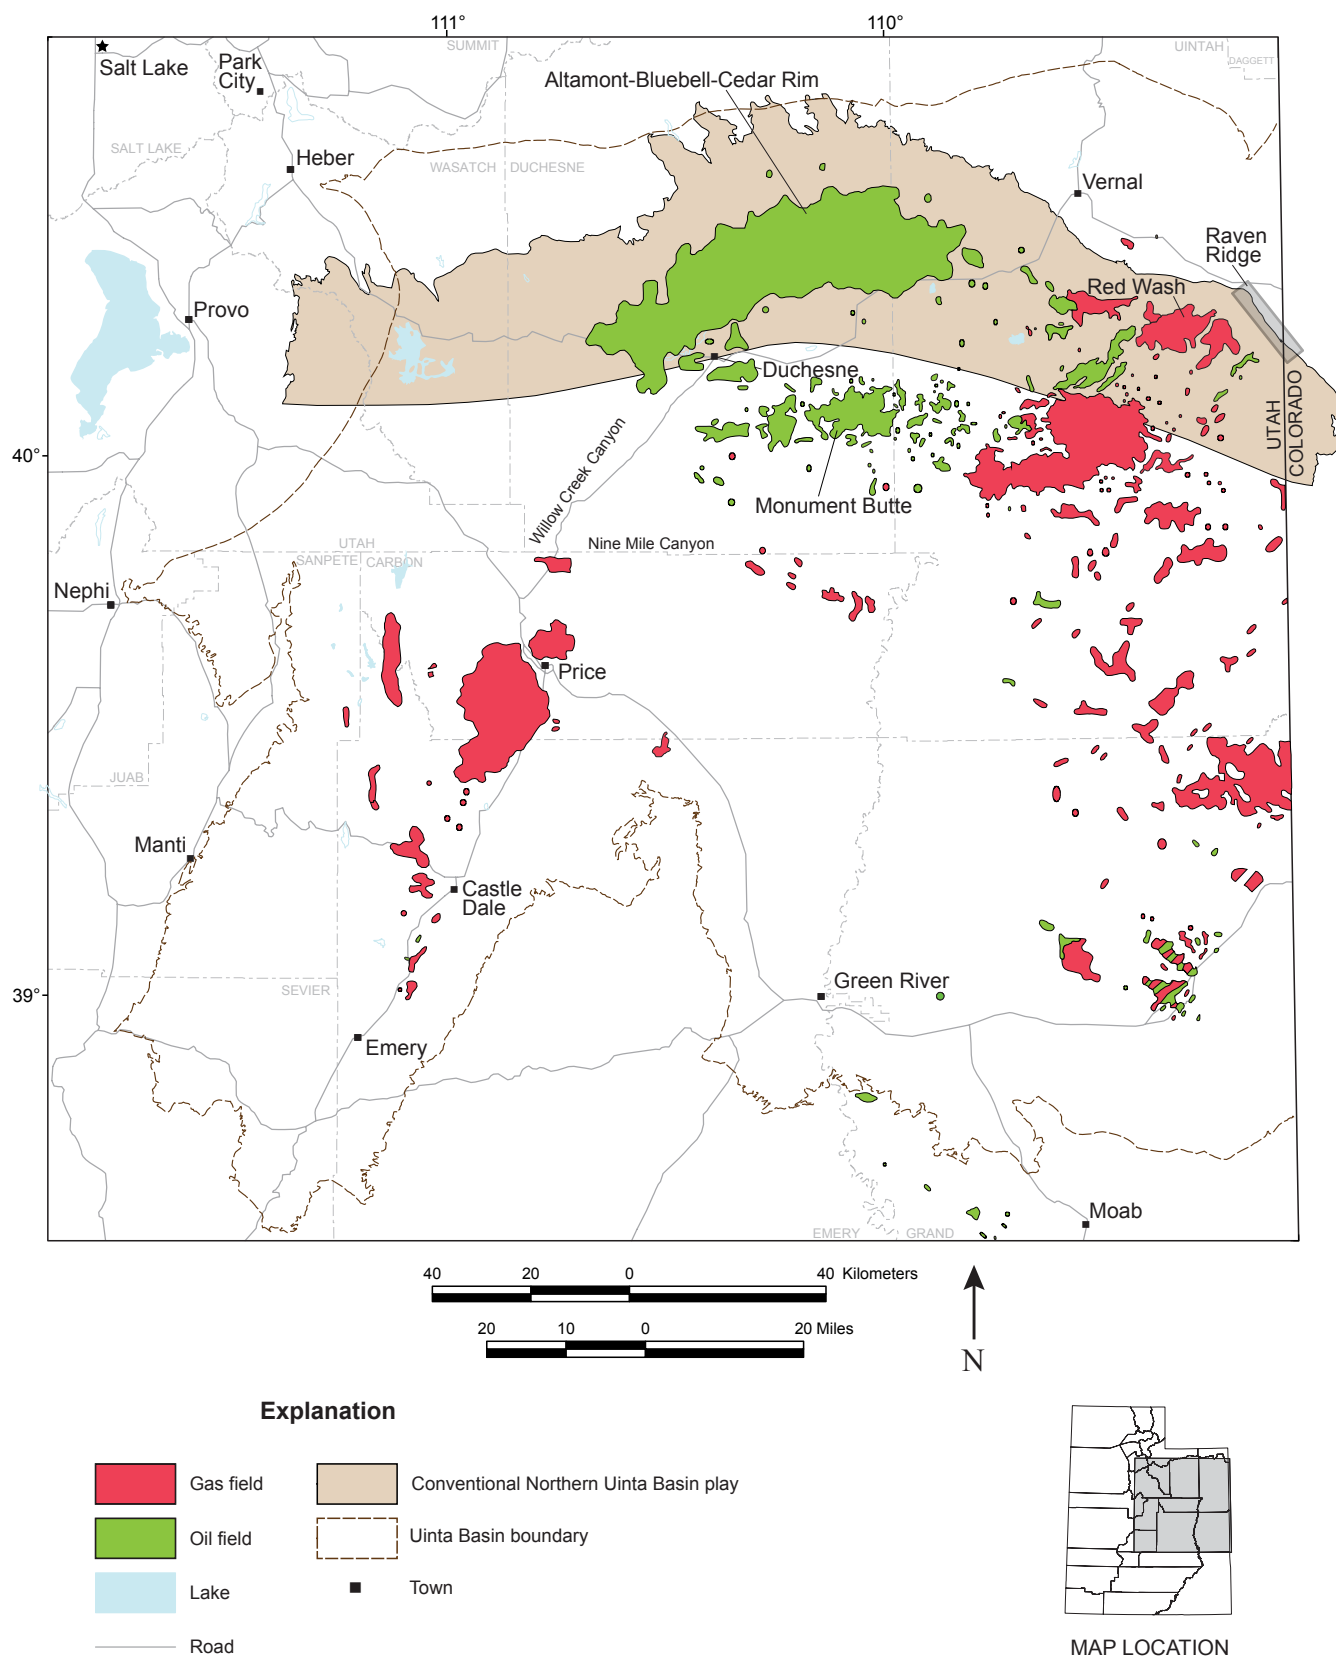 111°
110°
SUMMIT
UINTAH
DAGGETT
Salt Lake
Park
City
Altamont-Bluebell-Cedar Rim
SALT LAKE
Heber
WASATCH
DUCHESNE
Vernal
Raven
Ridge
Red Wash
Provo
Duchesne
UTAH
COLORADO
40°
Willow Creek Canyon
Monument Butte
UTAH
Nine Mile Canyon
SANPETE
CARBON
Nephi
Price
JUAB
Manti
Castle
Dale
Green River
39°
SEVIER
Emery
Moab
EMERY
GRAND
40 20 0 40 Kilometers
20 10 0 20 Miles
N
Explanation
Gas field
Conventional Northern Uinta Basin play
Oil field
Uinta Basin boundary
Lake
Town
Road
MAP LOCATION